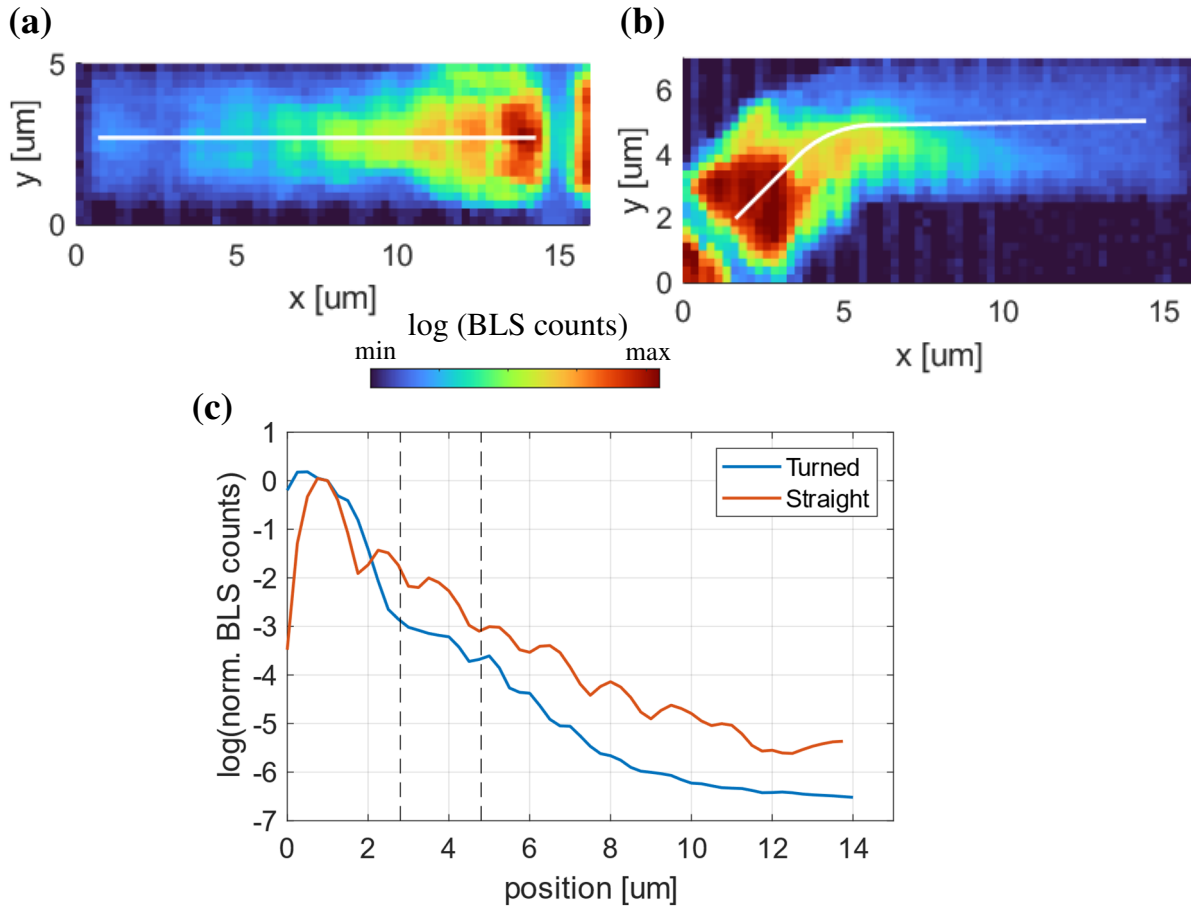 (a)
(b)
5
0
y [um]
0
5
10
15
x [um]
6
4
2
0
y [um]
0
5
10
15
x [um]
log (BLS counts)
min
max
(c)
1
0
-1
-2
-3
-4
-5
-6
-7
log(norm. BLS counts)
Turned
Straight
0
2
4
6
8
10
12
14
position [um]